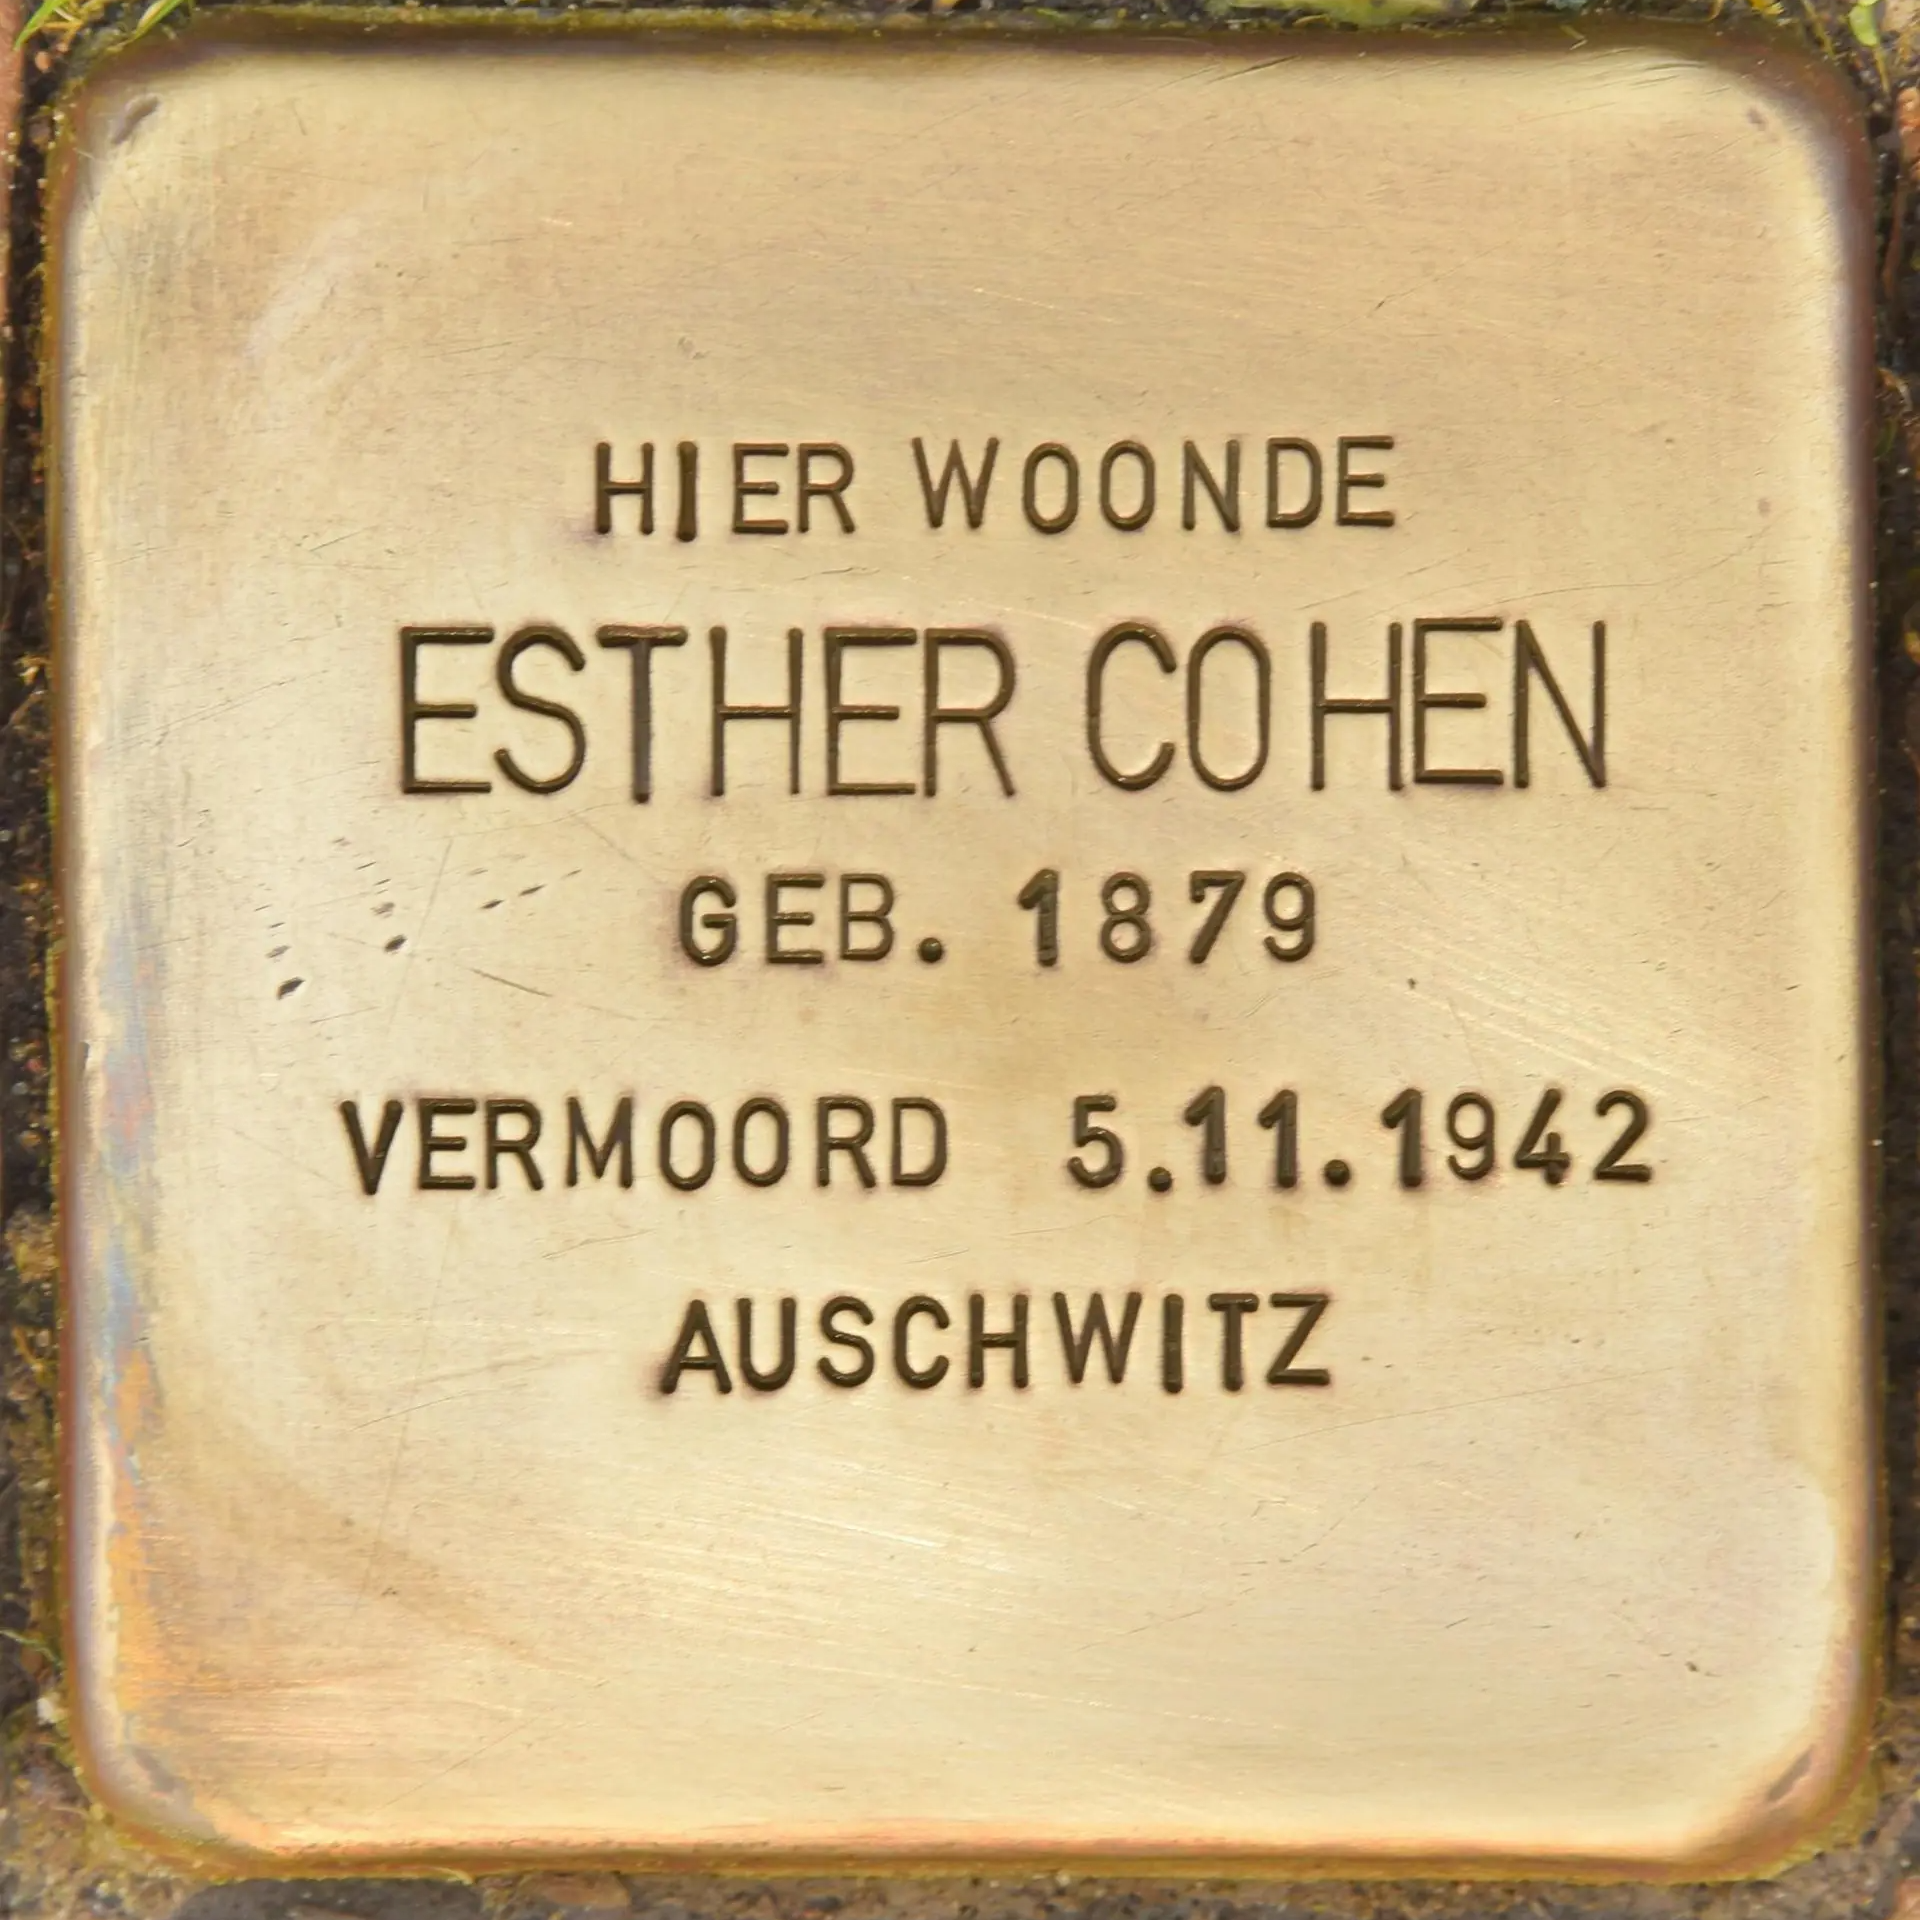 HIER WOONDE
ESTHER COHEN
GEB. 1879
VERMOORD 5.11.1942
AUSCHWITZ